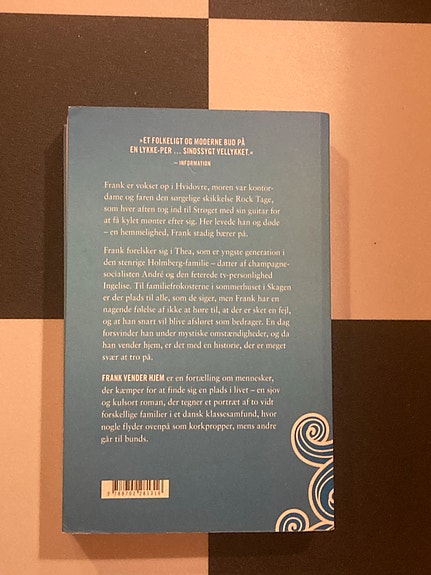 »ET FOLKELIGT OG MODERNE BUD PÅ
EN LYKKE-PER ... SINDSSYGT VELLYKKET.«
— INFORMATION
Frank er vokset op i Hvidovre, moren var kontor-
dame og faren den sørgelige skikkelse Rock Tage,
som hver aften tog ind til Strøget med sin guitar for
at få kylet mønter efter sig. Her levede han og døde
– en hemmelighed, Frank stadig bærer på.
Frank forelsker sig i Thea, som er yngste generation i
den stenrige Holmberg-familie – datter af champagne-
socialisten André og den feterede tv-personlighed
Ingelise. Til familiefrokosterne i sommerhuset i Skagen
er der plads til alle, som de siger, men Frank har en
nagende følelse af ikke at høre til, at der er sket en fejl,
og at han snart vil blive afsløret som bedrager. En dag
forsvinder han under mystiske omstændigheder, og da
han vender hjem, er det med en historie, der er meget
svær at tro på.
FRANK VENDER HJEM er en fortælling om mennesker,
der kæmper for at finde sig en plads i livet – en sjov
og kulsort roman, der tegner et portræt af to vidt
forskellige familier i et dansk klassesamfund, hvor
nogle flyder ovenpå som korkpropper, mens andre
går til bunds.